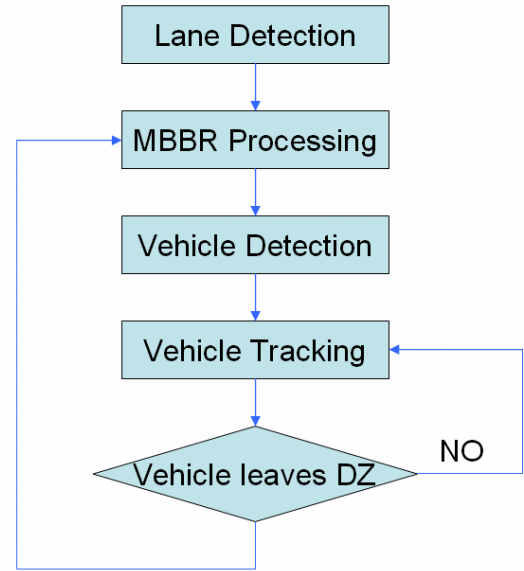 Lane Detection
MBBR Processing
Vehicle Detection
Vehicle Tracking
Vehicle leaves DZ
NO